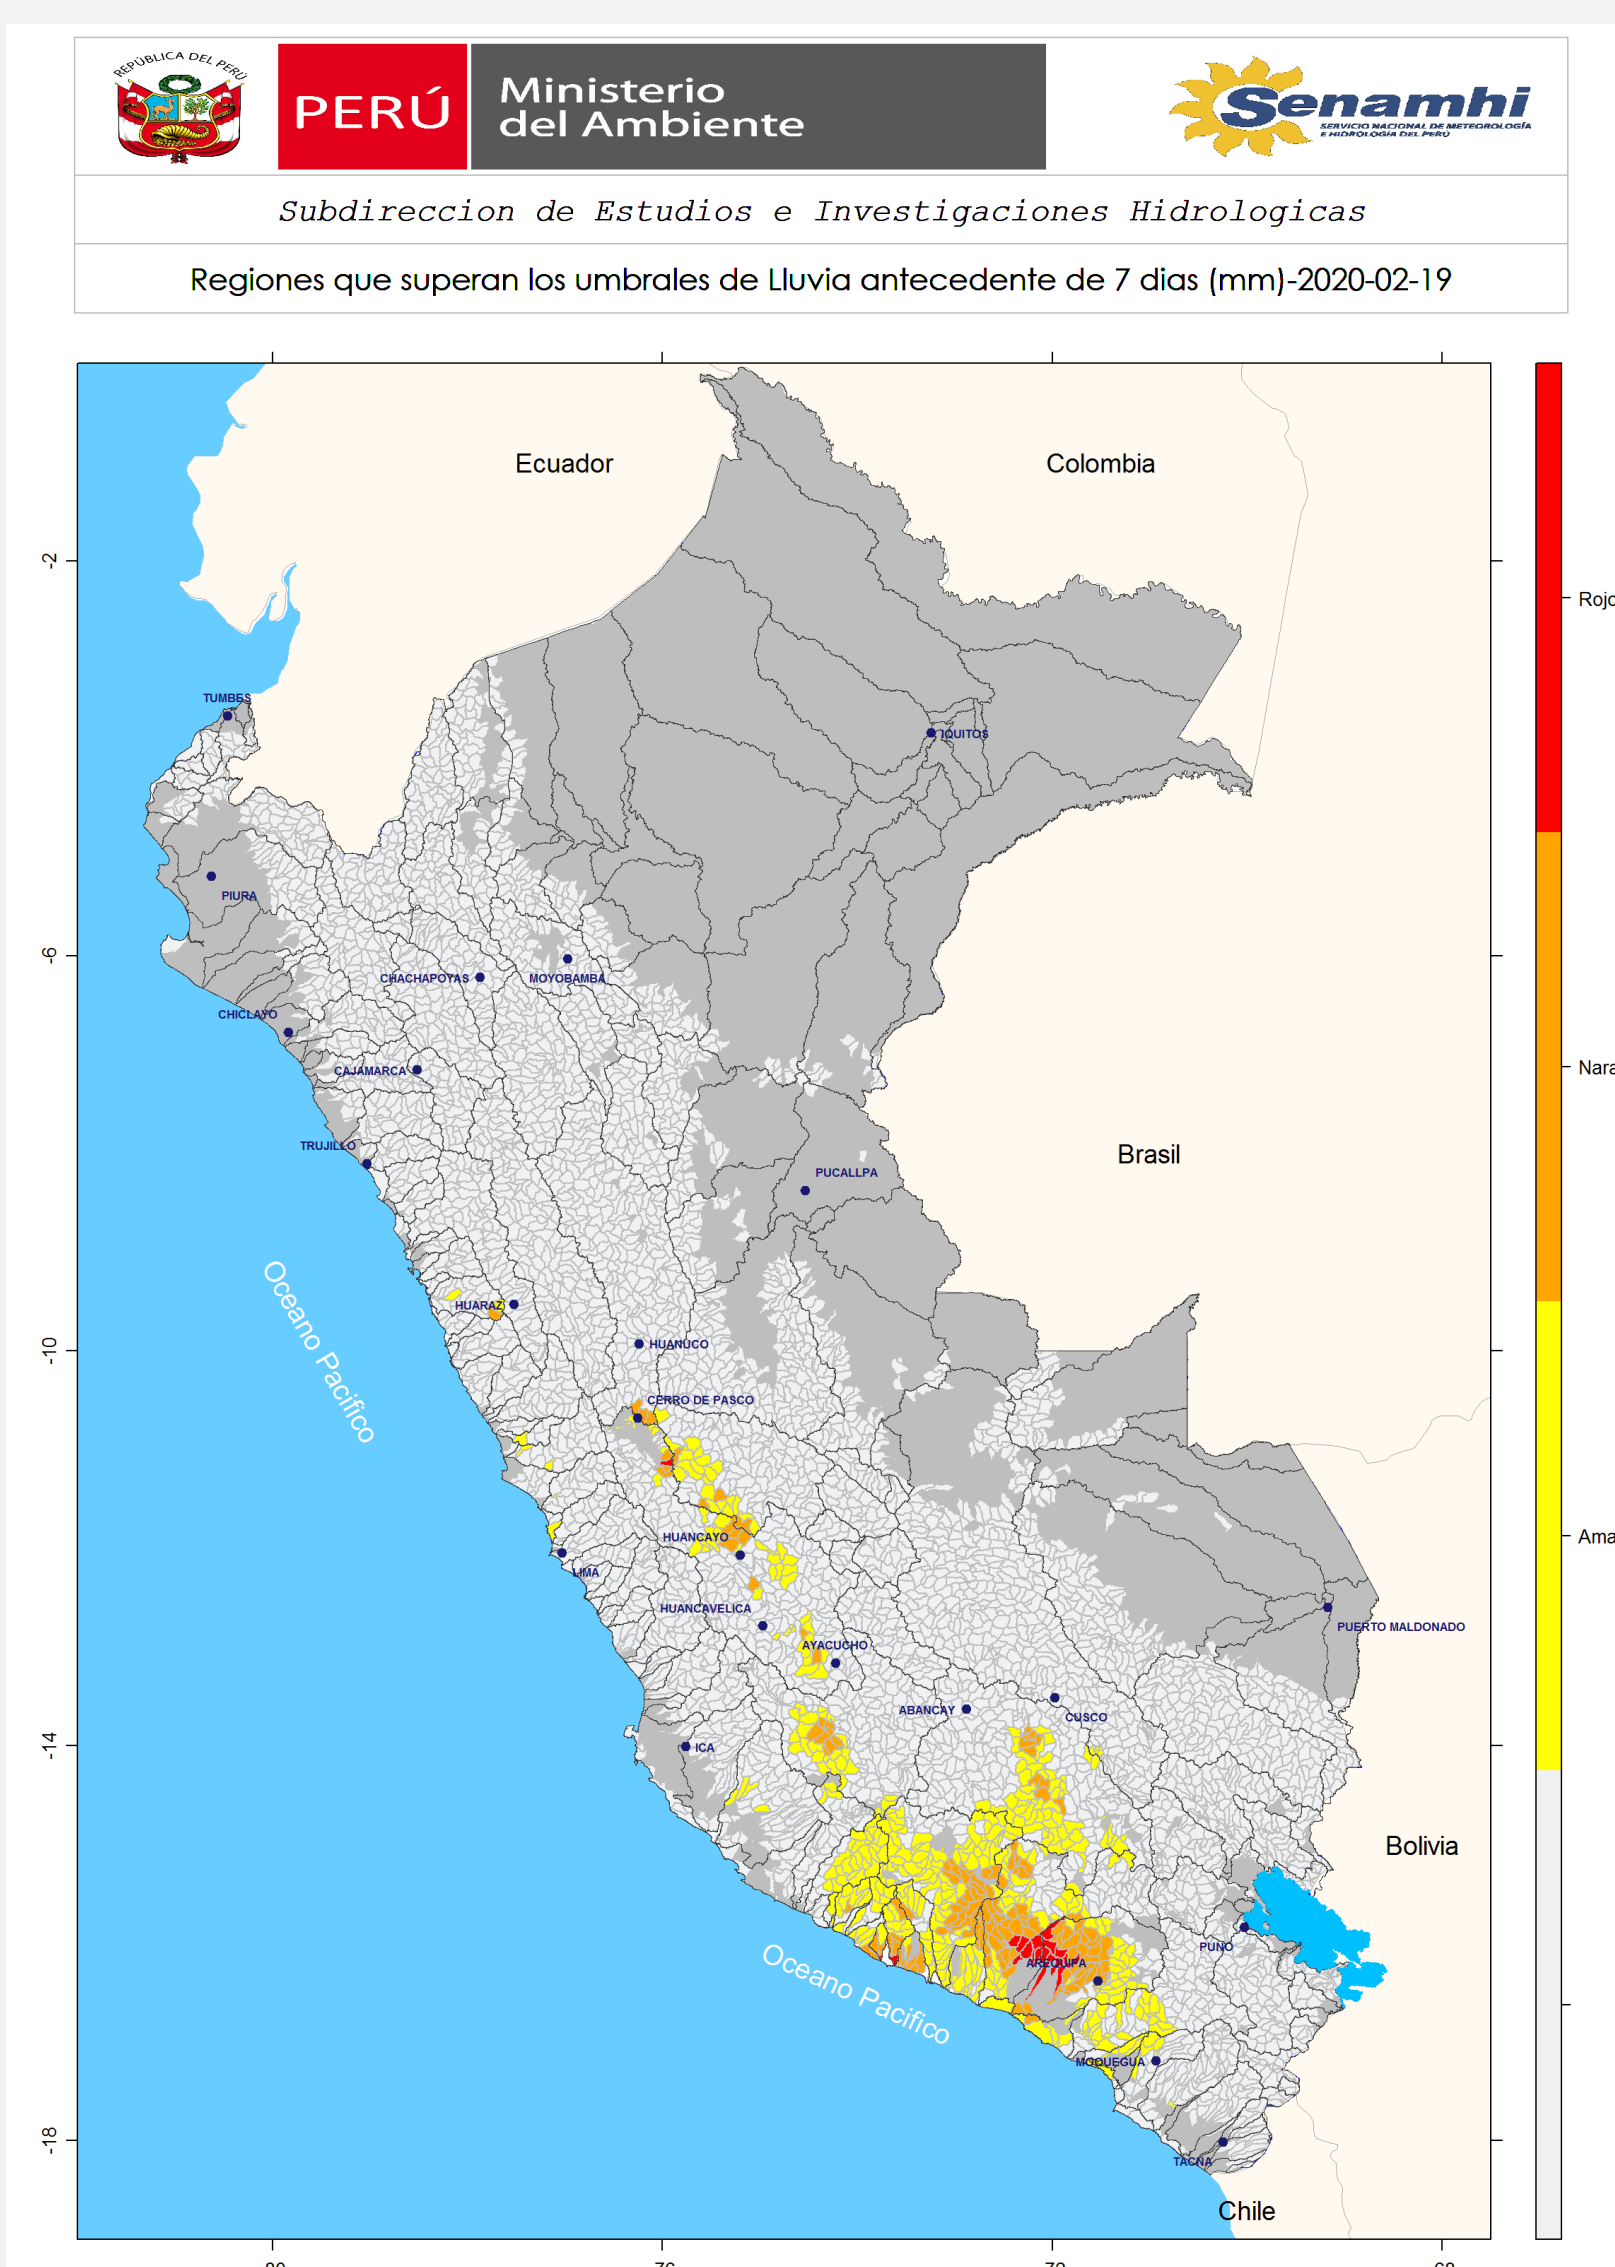 REPÚBLICA DEL PERÚ
PERÚ
Ministerio
del Ambiente
Senamhi
SERVICIO NACIONAL DE METEOROLOGÍA
E HIDROLOGÍA DEL PERÚ
Subdireccion de Estudios e Investigaciones Hidrologicas
Regiones que superan los umbrales de Lluvia antecedente de 7 dias (mm)-2020-02-19
Ecuador
Colombia
-2
Rojo
TUMBES
IQUITOS
PIURA
-6
CHACHAPOYAS
MOYOBAMBA
CHICLAYO
CAJAMARCA
Nara
TRUJILLO
Brasil
PUCALLPA
Oceano Pacifico
HUARAZ
-10
HUANUCO
CERRO DE PASCO
HUANCAYO
Ama
LIMA
HUANCAVELICA
PUERTO MALDONADO
AYACUCHO
ABANCAY
CUSCO
-14
ICA
Bolivia
PUNO
Oceano Pacifico
AREQUIPA
MOQUEGUA
-18
TACNA
Chile